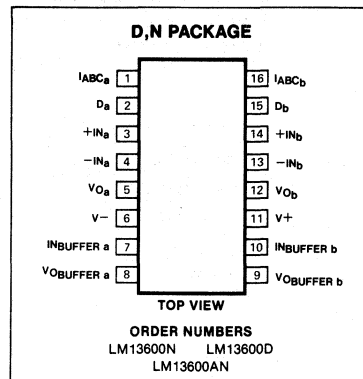 D,N PACKAGE
IABCa 1 16 IABCb
Da 2 15 Db
+INa 3 14 +INb
−INa 4 13 −INb
VOa 5 12 VOb
V− 6 11 V+
INBUFFER a 7 10 INBUFFER b
VOBUFFER a 8 9 VOBUFFER b
TOP VIEW
ORDER NUMBERS
LM13600N LM13600D
LM13600AN